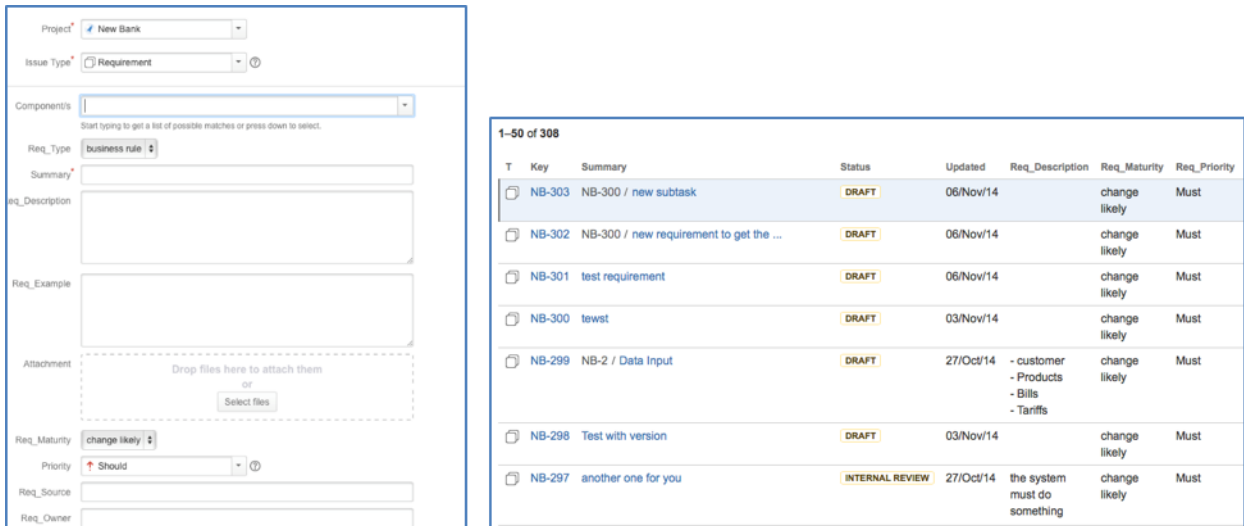 Project* New Bank
Issue Type* Requirement
Component/s
Start typing to get a list of possible matches or press down to select.
Req_Type business rule
Summary*
eq_Description
Req_Example
Attachment
Drop files here to attach them
or
Select files
Req_Maturity change likely
Priority Should
Req_Source
Req_Owner
1–50 of 308
T Key Summary Status Updated Req_Description Req_Maturity Req_Priority
NB-303 NB-300 / new subtask DRAFT 06/Nov/14 change Must
likely
NB-302 NB-300 / new requirement to get the ... DRAFT 06/Nov/14 change Must
likely
NB-301 test requirement DRAFT 06/Nov/14 change Must
likely
NB-300 tewst DRAFT 03/Nov/14 change Must
likely
NB-299 NB-2 / Data Input DRAFT 27/Oct/14 - customer change Must
- Products likely
- Bills
- Tariffs
NB-298 Test with version DRAFT 03/Nov/14 change Must
likely
NB-297 another one for you INTERNAL REVIEW 27/Oct/14 the system change Must
must do likely
something